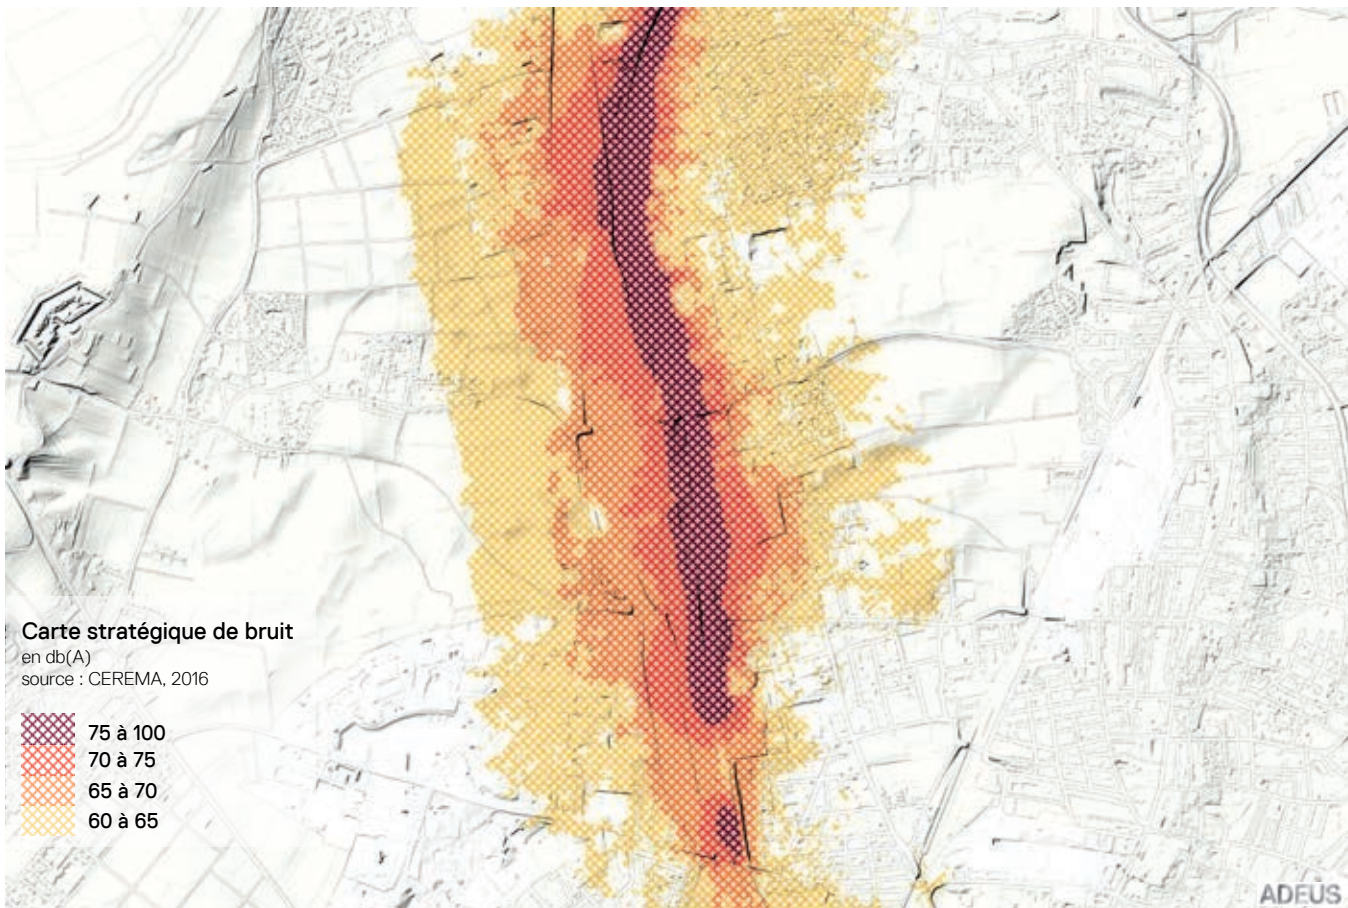 Carte stratégique de bruit
en db(A)
source : CEREMA, 2016
75 à 100
70 à 75
65 à 70
60 à 65
ADEUS